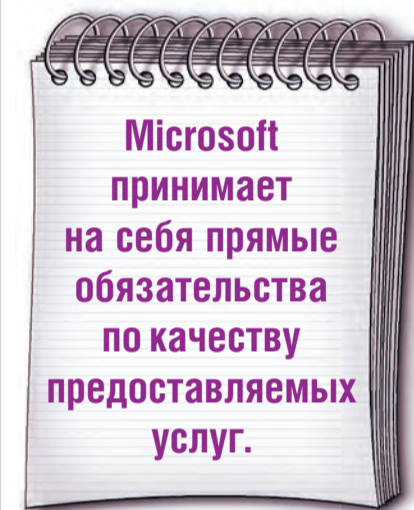 Microsoft
принимает
на себя прямые
обязательства
по качеству
предоставляемых
услуг.